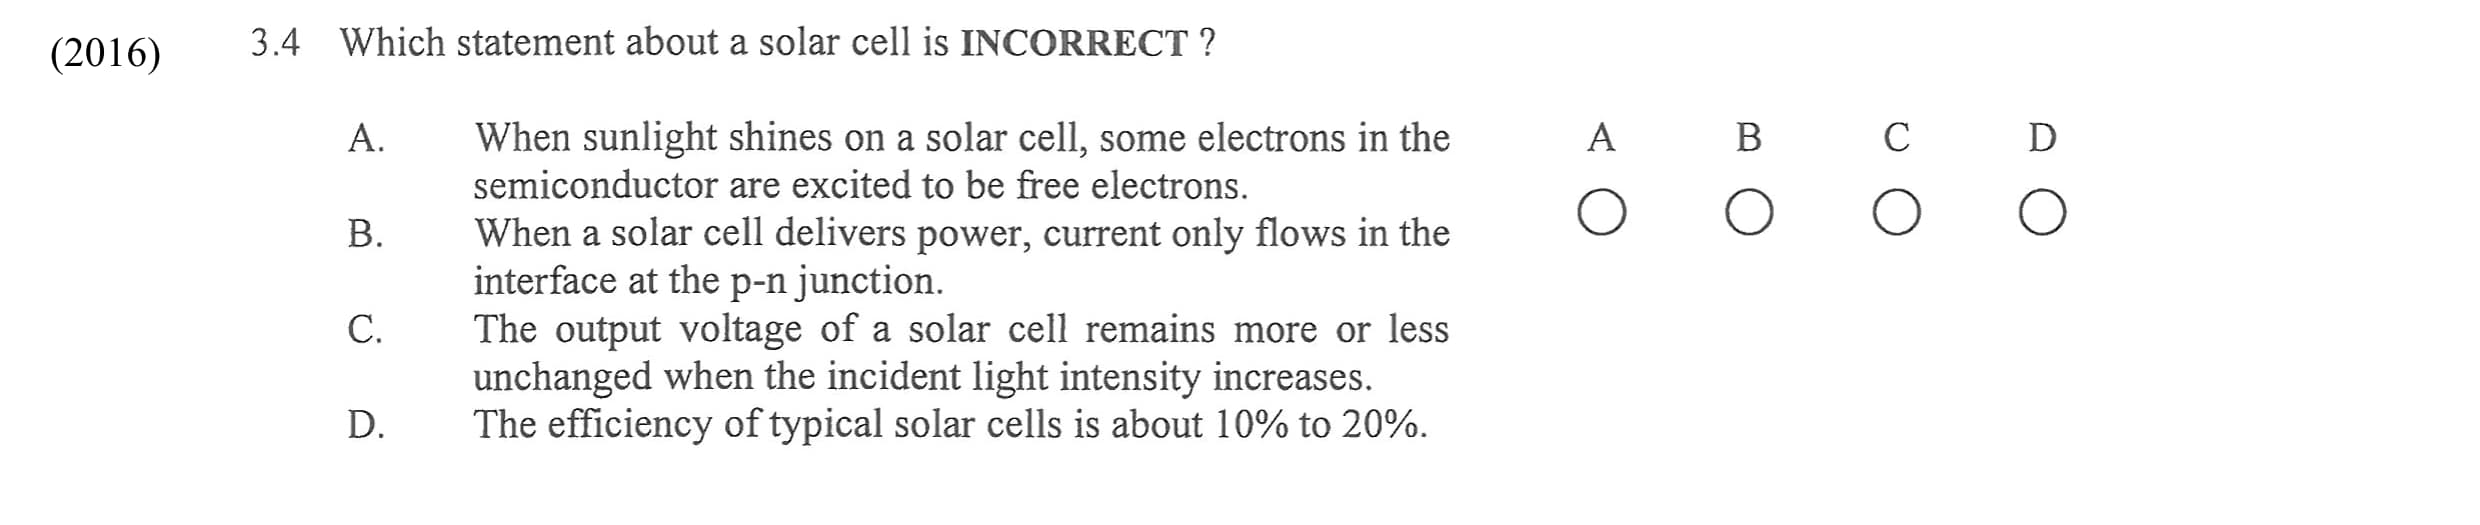 (2016) 3.4 Which statement about a solar cell is INCORRECT ?
A. When sunlight shines on a solar cell, some electrons in the
semiconductor are excited to be free electrons.
B. When a solar cell delivers power, current only flows in the
interface at the p-n junction.
C. The output voltage of a solar cell remains more or less
unchanged when the incident light intensity increases.
D. The efficiency of typical solar cells is about 10% to 20%.
A B C D